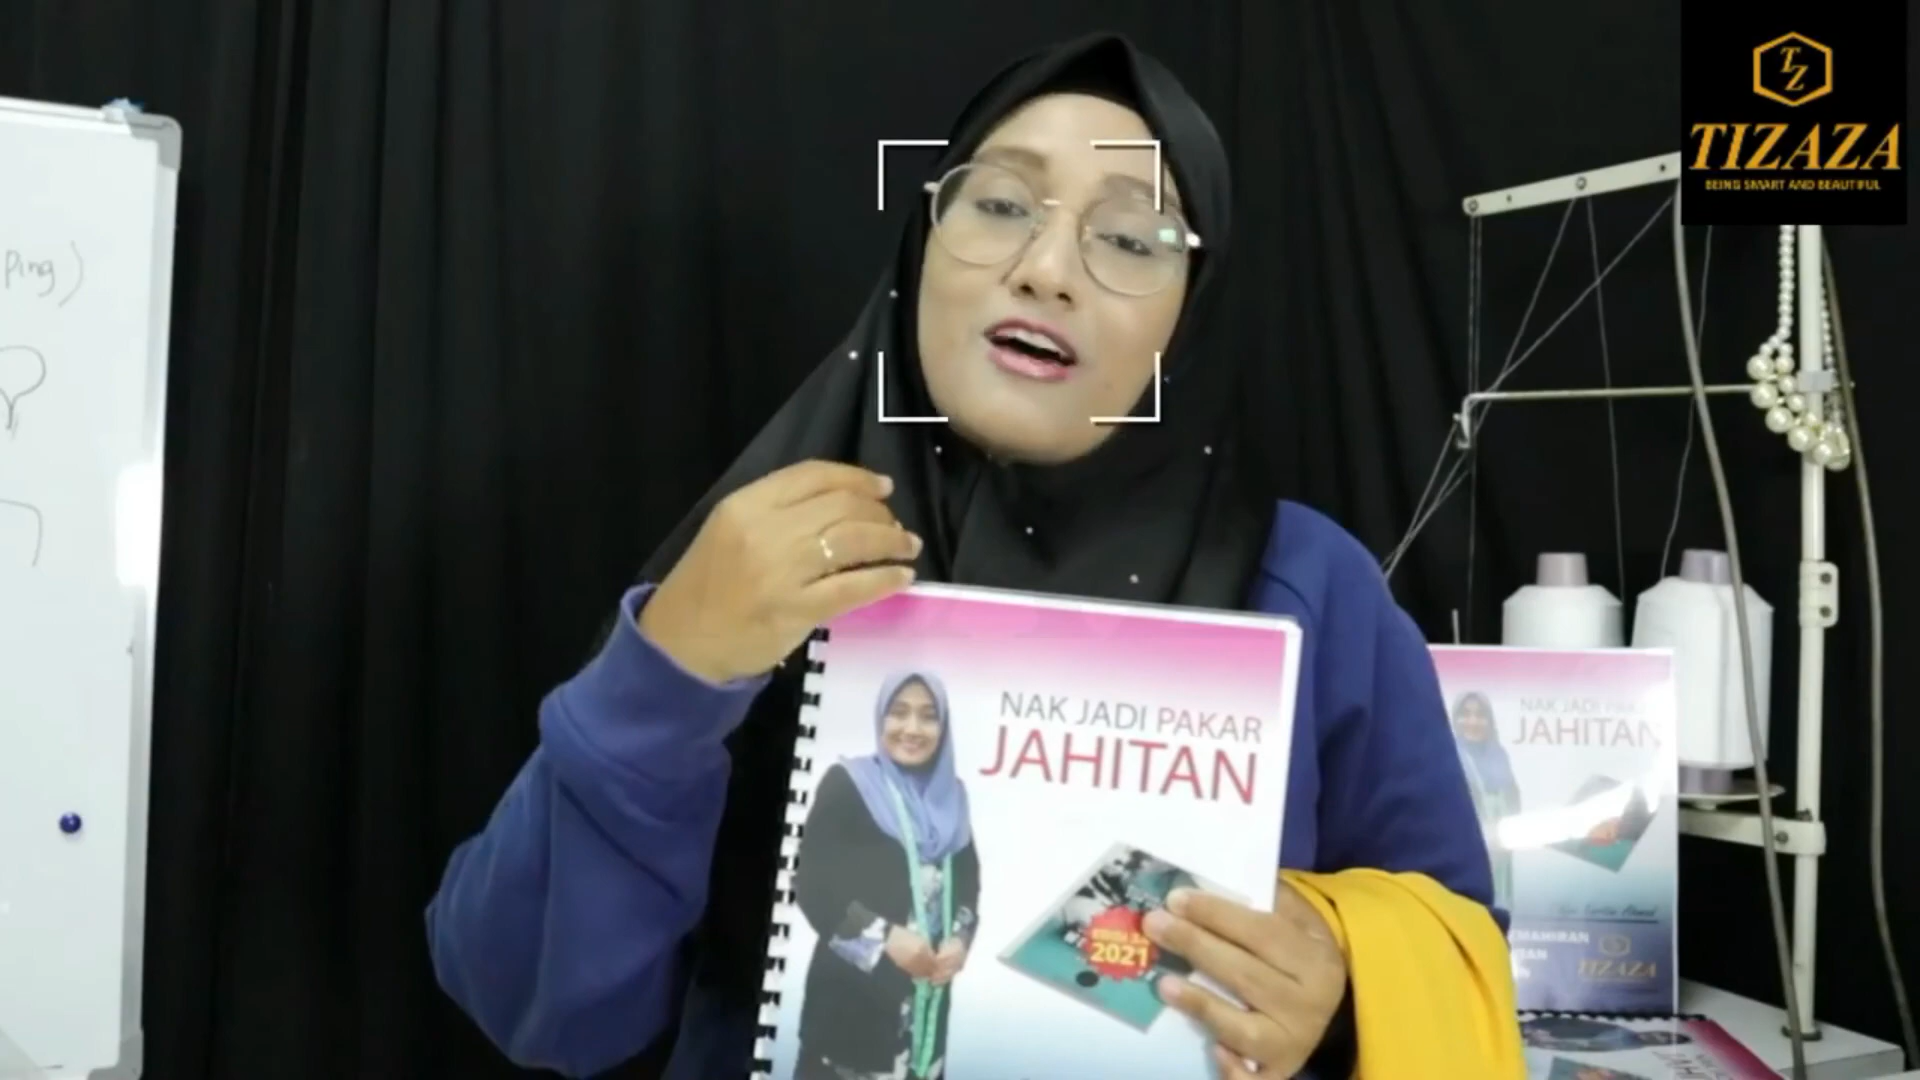 Ping)
TZ
TIZAZA
BEING SMART AND BEAUTIFUL
NAK JADI PAKAR
JAHITAN
2021
NAK JADI PAKAR
JAHITAN
TIZAZA